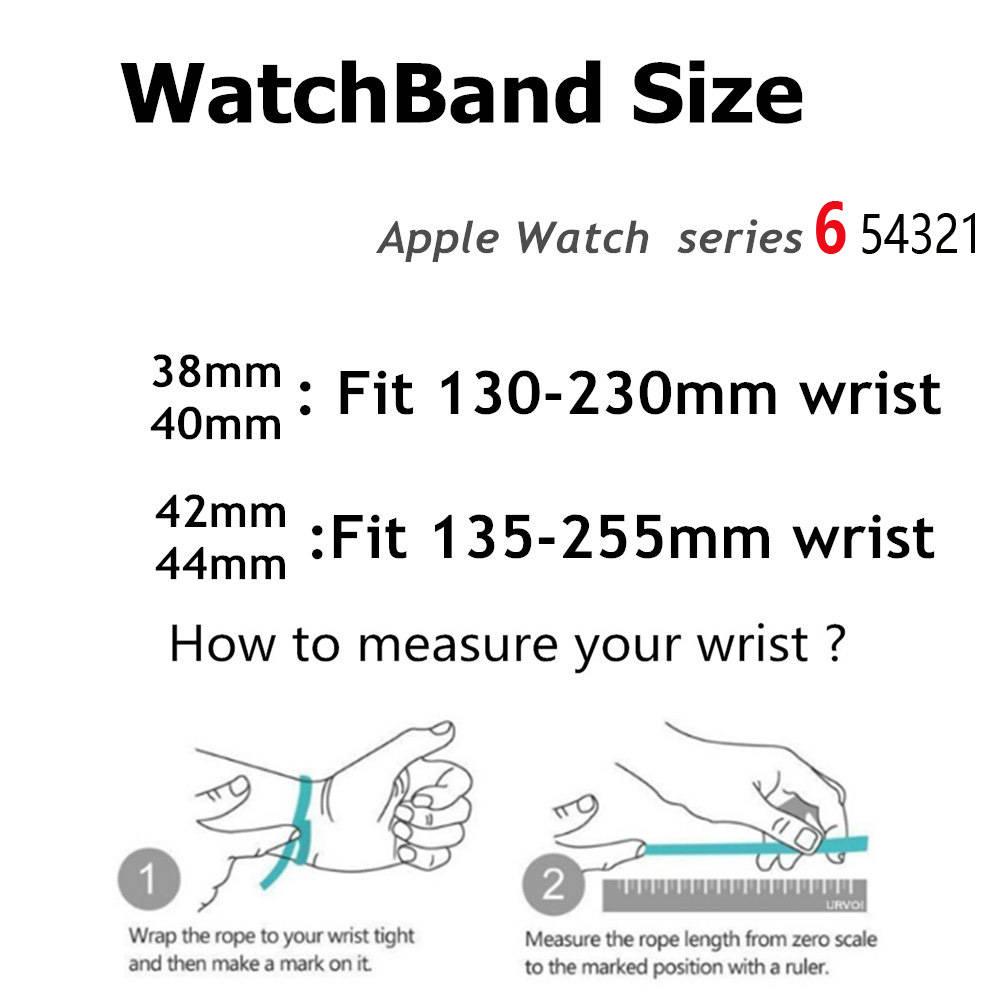 WatchBand Size
Apple Watch series 6 54321
38mm
40mm
: Fit 130-230mm wrist
42mm
44mm
:Fit 135-255mm wrist
How to measure your wrist ?
1
Wrap the rope to your wrist tight
and then make a mark on it.
2
URVOI
Measure the rope length from zero scale
to the marked position with a ruler.